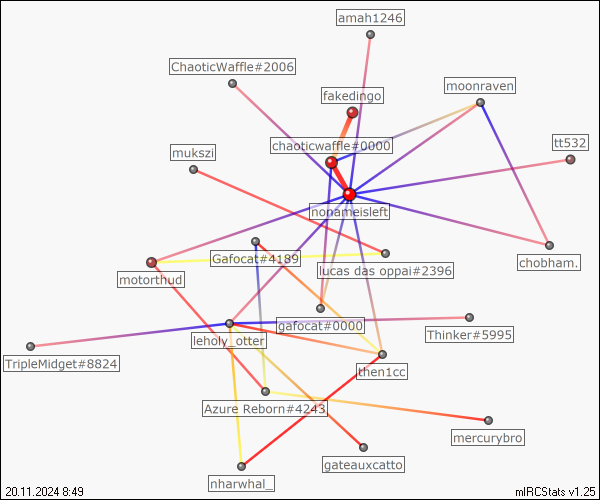 amah1246
ChaoticWaffle#2006
moonraven
fakedingo
chaoticwaffle#0000
tt532
mukszi
nonameisleft
Gafocat#4189
chobham.
lucas das oppai#2396
motorthud
gafocat#0000
Thinker#5995
leholy_otter
TripleMidget#8824
then1cc
Azure Reborn#4243
mercurybro
gateauxcatto
nharwhal_
20.11.2024 8:49
mIRCStats v1.25